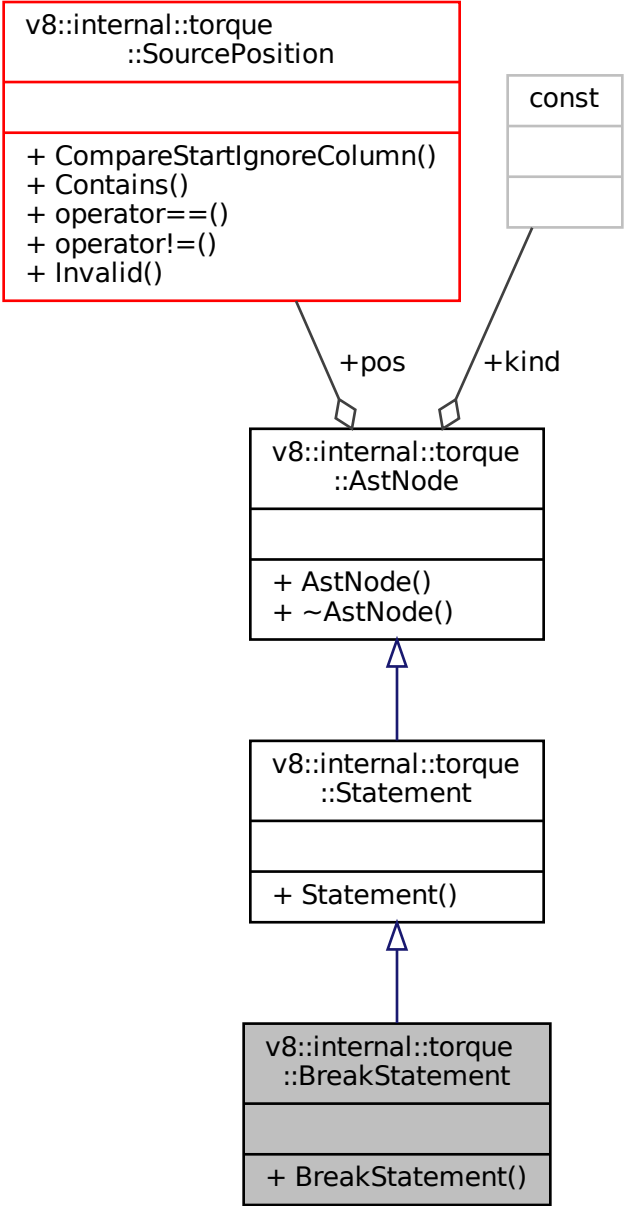 v8::internal::torque
::SourcePosition
+ CompareStartIgnoreColumn()
+ Contains()
+ operator==()
+ operator!=()
+ Invalid()
const
+pos
+kind
v8::internal::torque
::AstNode
+ AstNode()
+ ~AstNode()
v8::internal::torque
::Statement
+ Statement()
v8::internal::torque
::BreakStatement
+ BreakStatement()